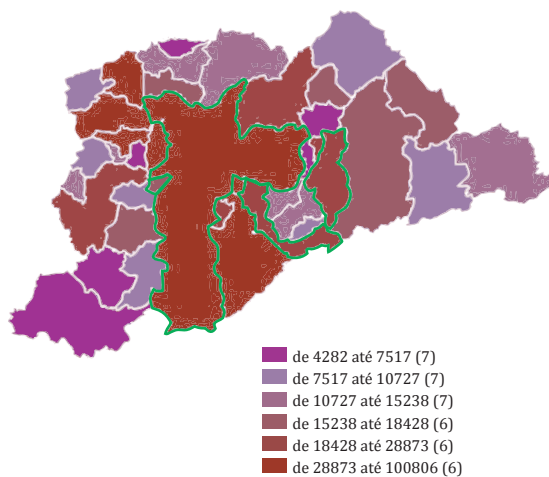 de 4282 até 7517 (7)
de 7517 até 10727 (7)
de 10727 até 15238 (7)
de 15238 até 18428 (6)
de 18428 até 28873 (6)
de 28873 até 100806 (6)